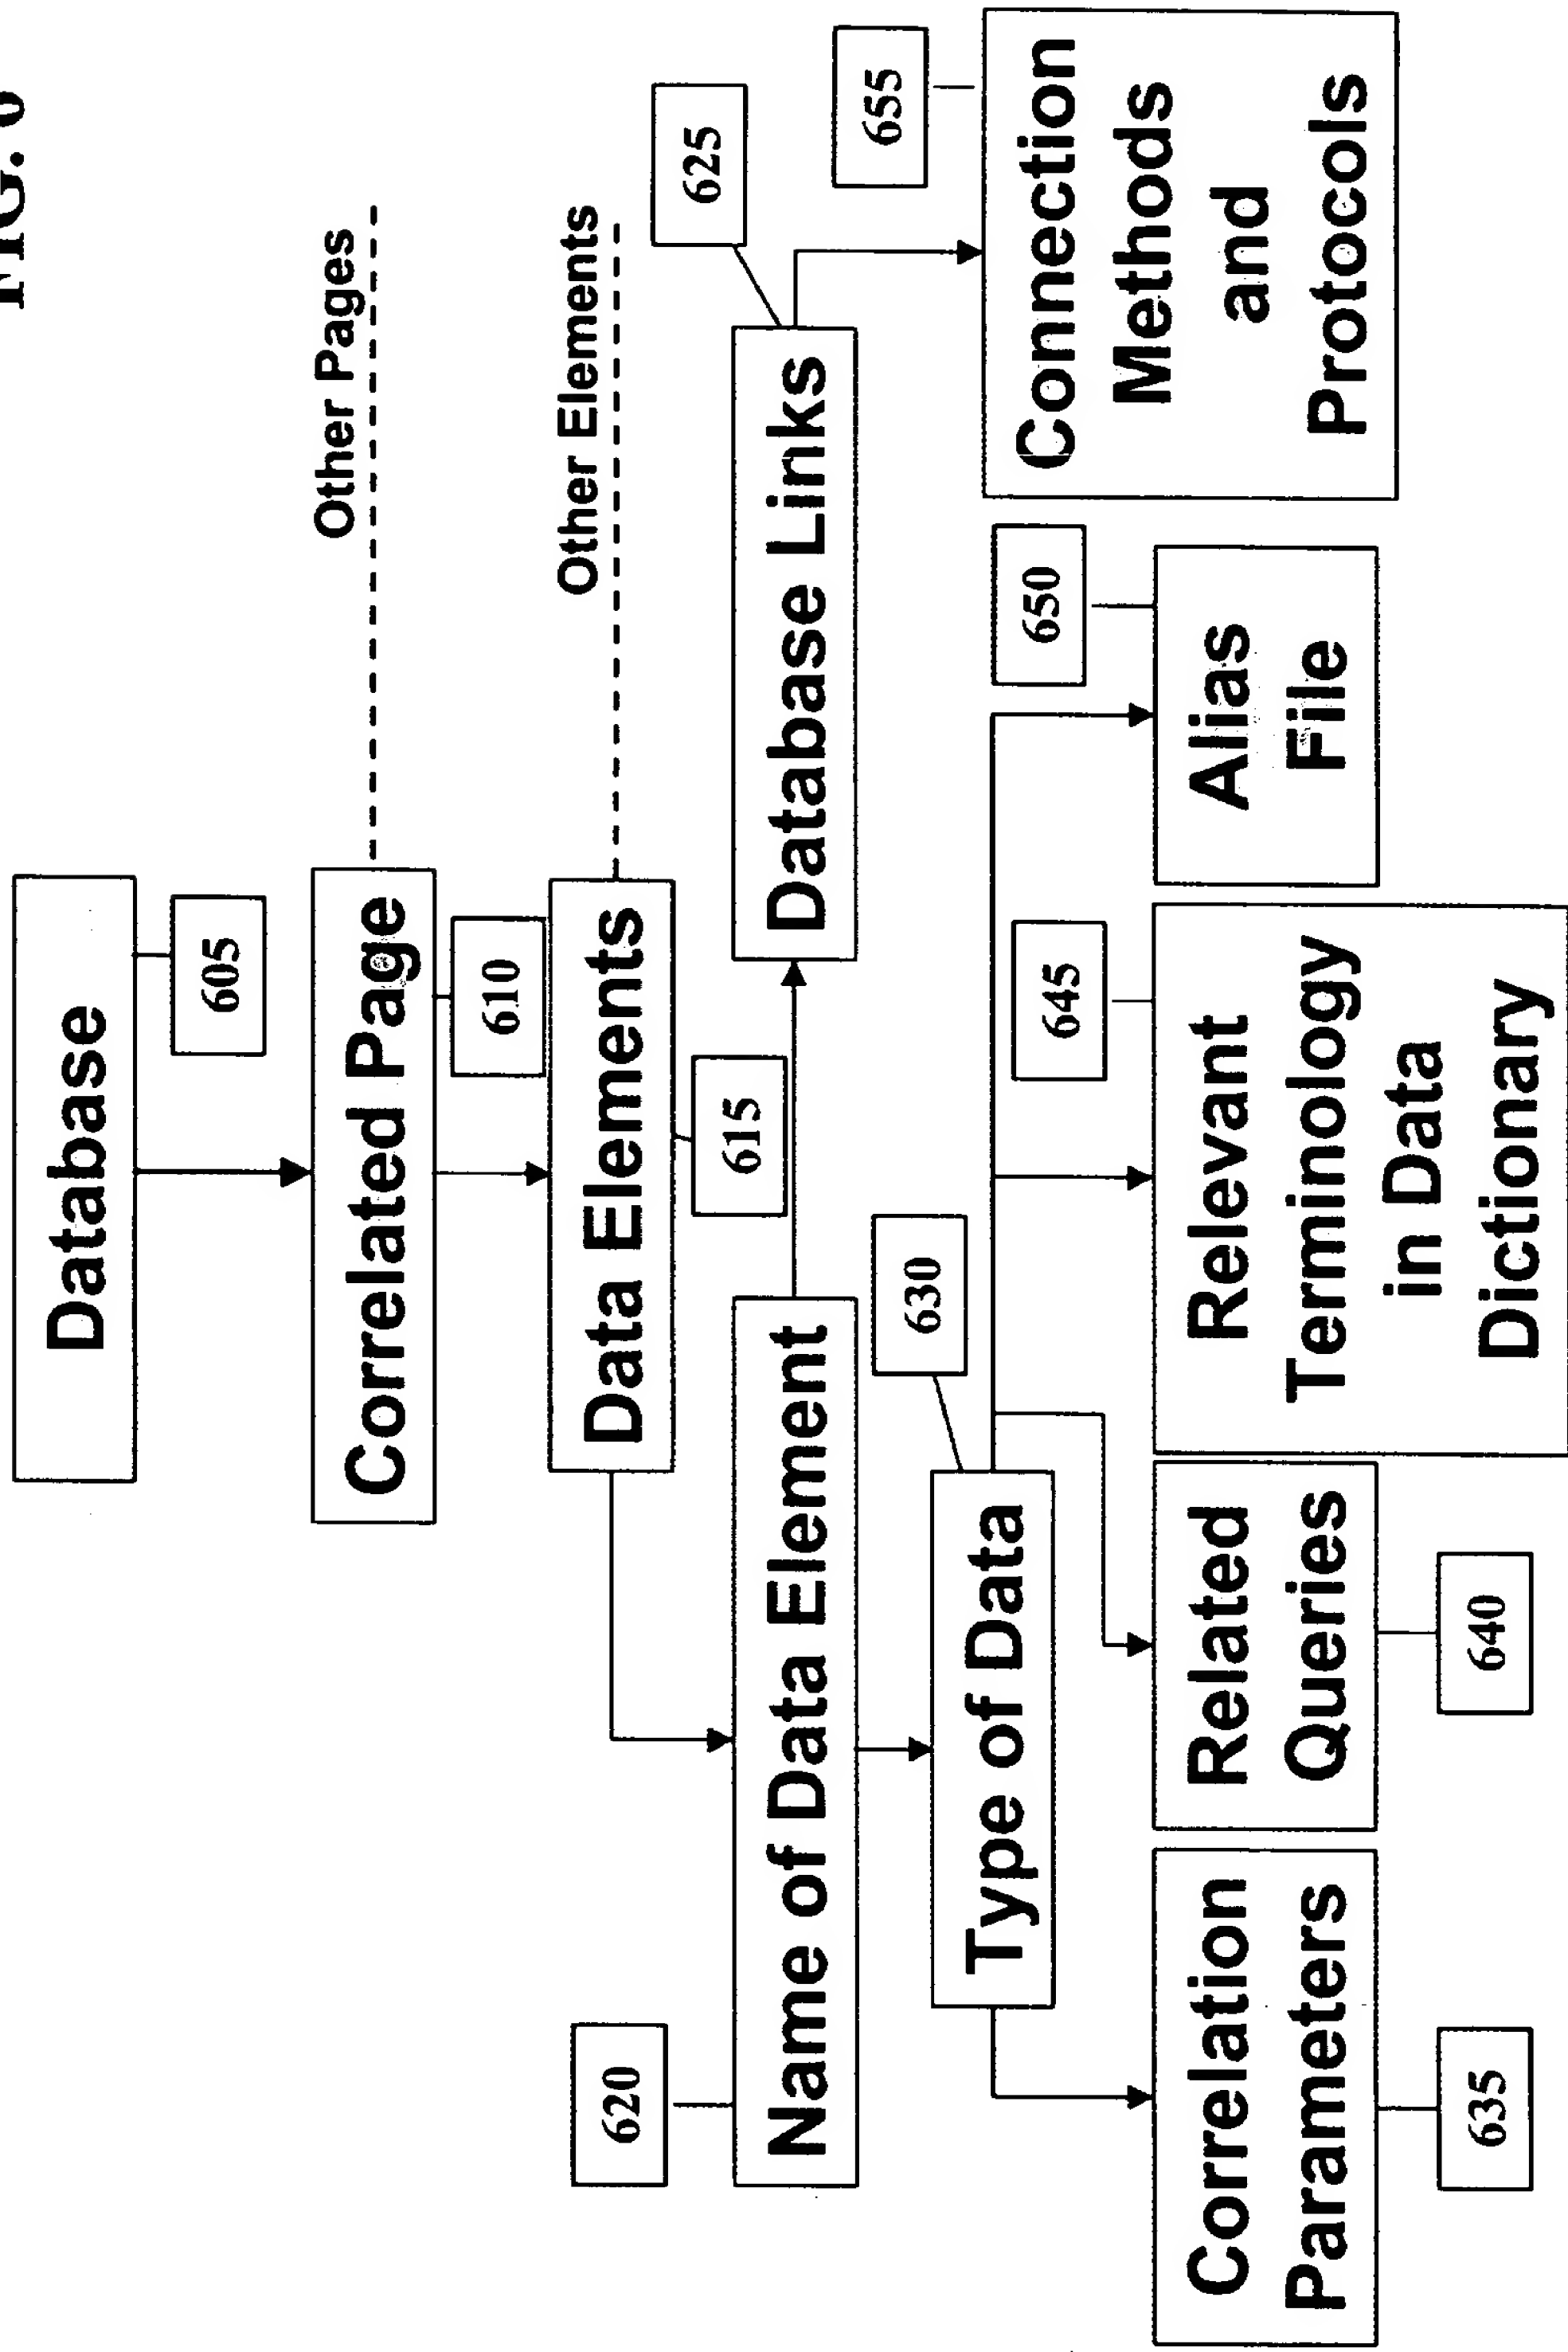 FIG. 6
Database
605
Other Pages
Correlated Page
610
Other Elements
Data Elements
615
625
620
Name of Data Element
Database Links
630
655
Type of Data
650
645
Connection
Methods
and
Protocols
Correlation
Parameters
Related
Queries
Relevant
Terminology
in Data
Dictionary
Alias
File
635
640